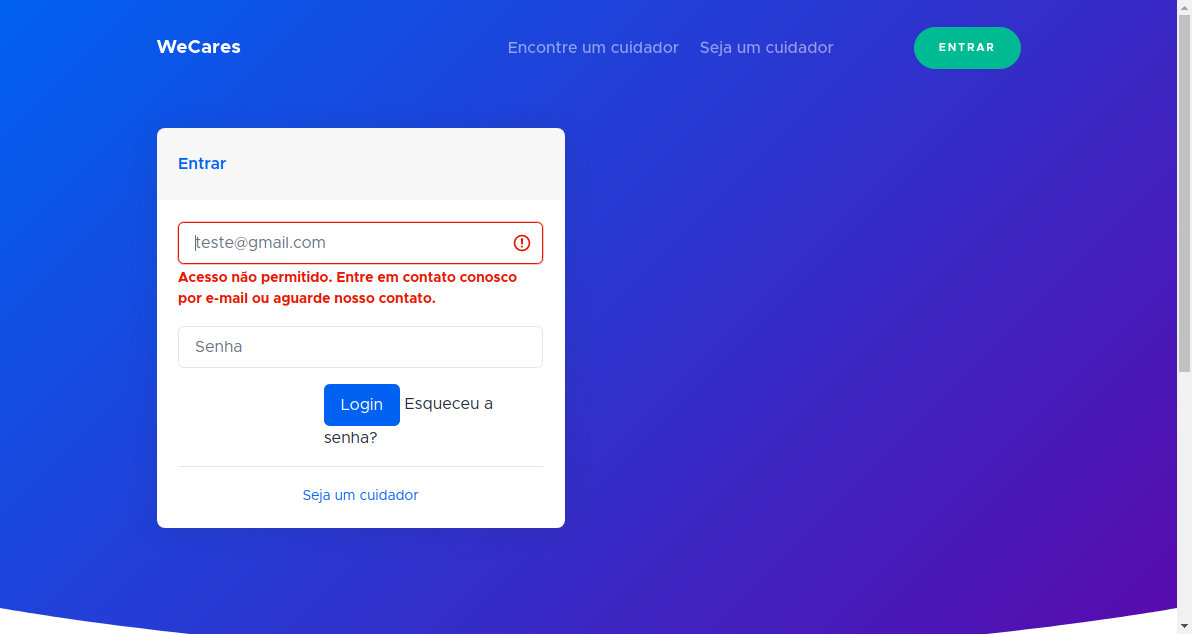 WeCares
Encontre um cuidador
Seja um cuidador
ENTRAR
Entrar
teste@gmail.com
Acesso não permitido. Entre em contato conosco
por e-mail ou aguarde nosso contato.
Senha
Login
Esqueceu a
senha?
Seja um cuidador